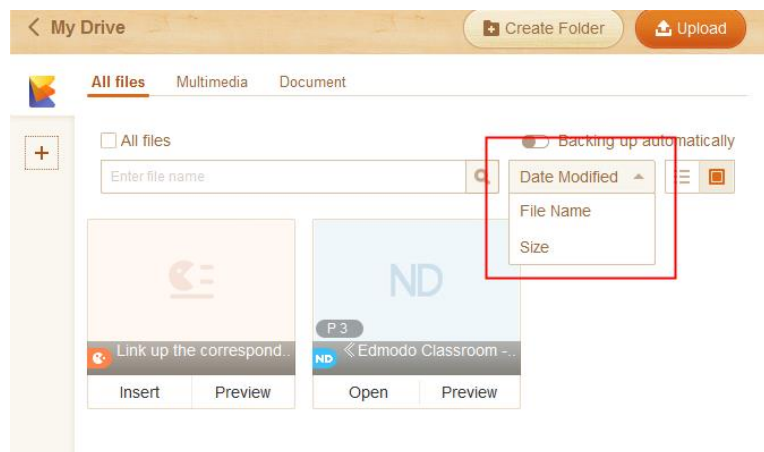 My Drive
Create Folder
Upload
All files Multimedia Document
All files
Backing up automatically
Enter file name
Date Modified
File Name
Size
ND
P 3
Link up the correspond..
ND 《Edmodo Classroom -..
Insert Preview
Open Preview